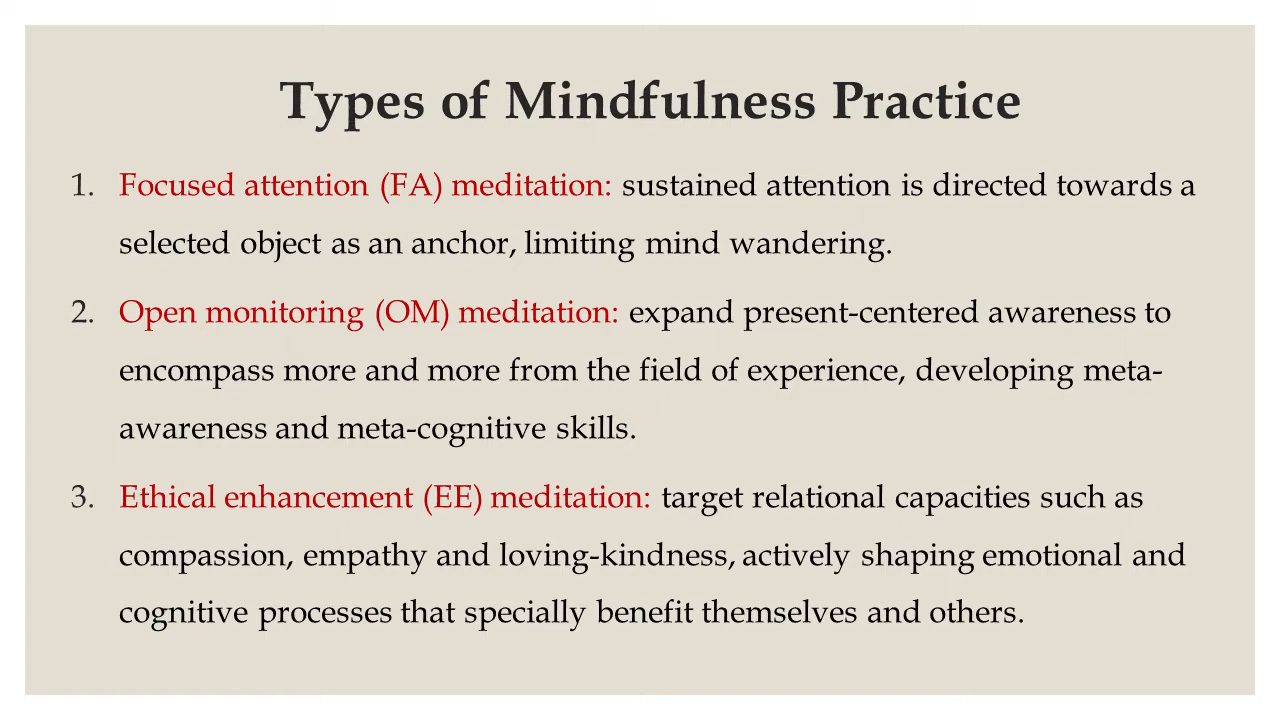 Types of Mindfulness Practice
1. Focused attention (FA) meditation: sustained attention is directed towards a
selected object as an anchor, limiting mind wandering.
2. Open monitoring (OM) meditation: expand present-centered awareness to
encompass more and more from the field of experience, developing meta-
awareness and meta-cognitive skills.
3. Ethical enhancement (EE) meditation: target relational capacities such as
compassion, empathy and loving-kindness, actively shaping emotional and
cognitive processes that specially benefit themselves and others.